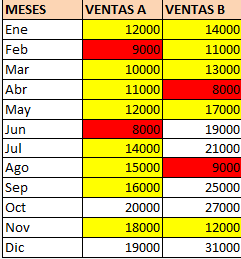 MESES VENTAS A VENTAS B
Ene 12000 14000
Feb 9000 11000
Mar 10000 13000
Abr 11000 8000
May 12000 17000
Jun 8000 19000
Jul 14000 21000
Ago 15000 9000
Sep 16000 25000
Oct 20000 27000
Nov 18000 12000
Dic 19000 31000